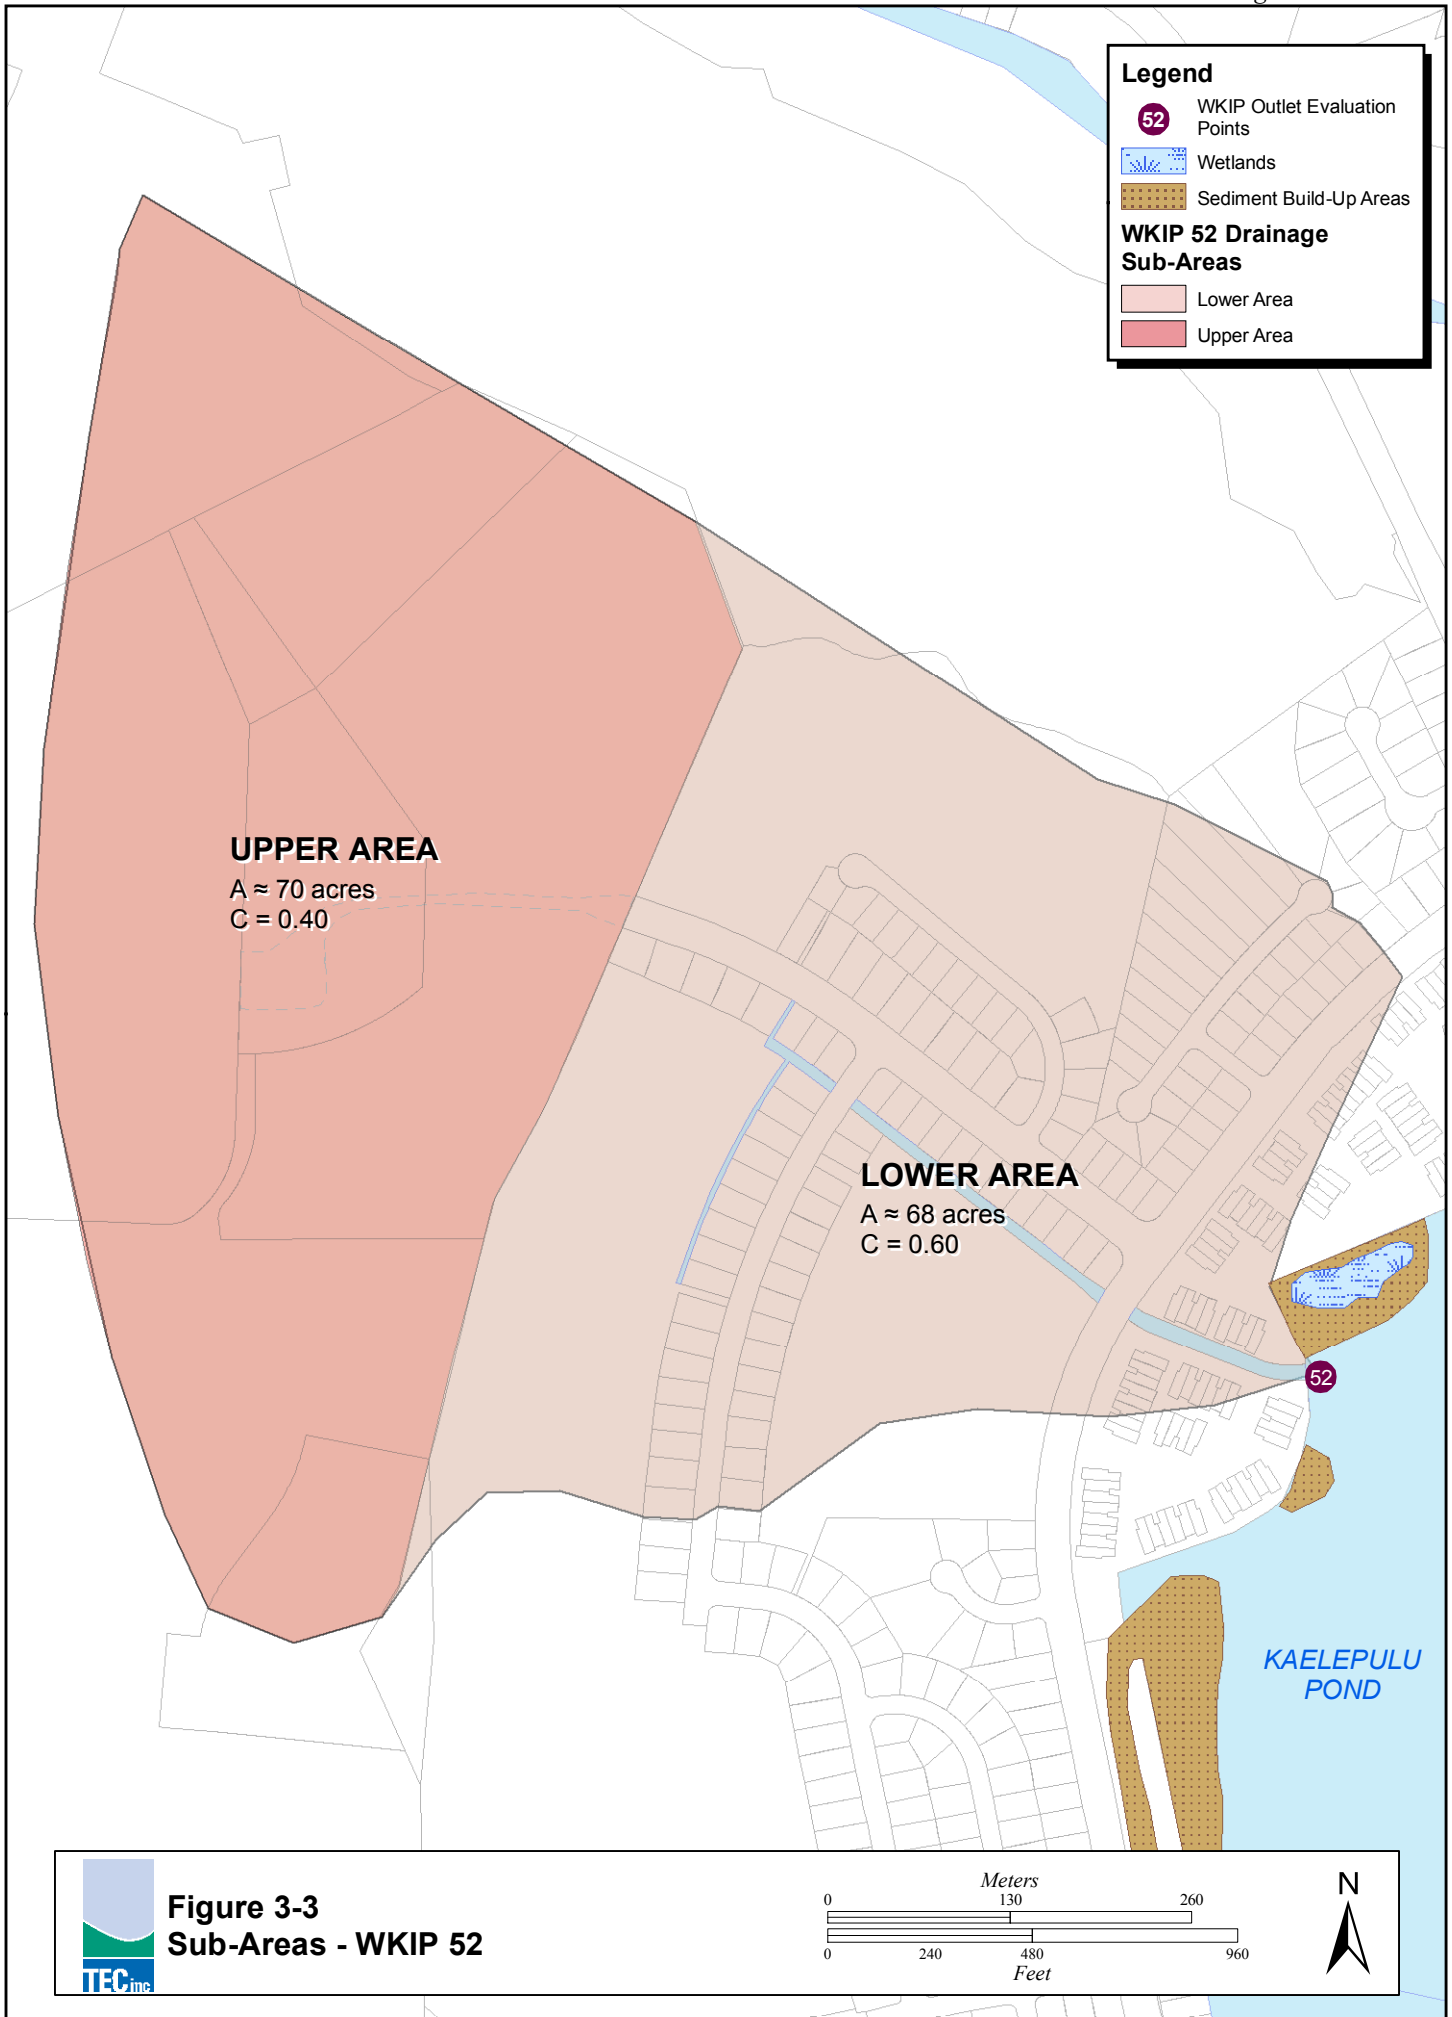 Legend
52
WKIP Outlet Evaluation
Points
Wetlands
Sediment Build-Up Areas
WKIP 52 Drainage
Sub-Areas
Lower Area
Upper Area
UPPER AREA
A ≈ 70 acres
C = 0.40
LOWER AREA
A ≈ 68 acres
C = 0.60
52
KAELEPULU
POND
TEC inc
Figure 3-3
Sub-Areas - WKIP 52
Meters
0 130 260
0 240 480 960
Feet
N